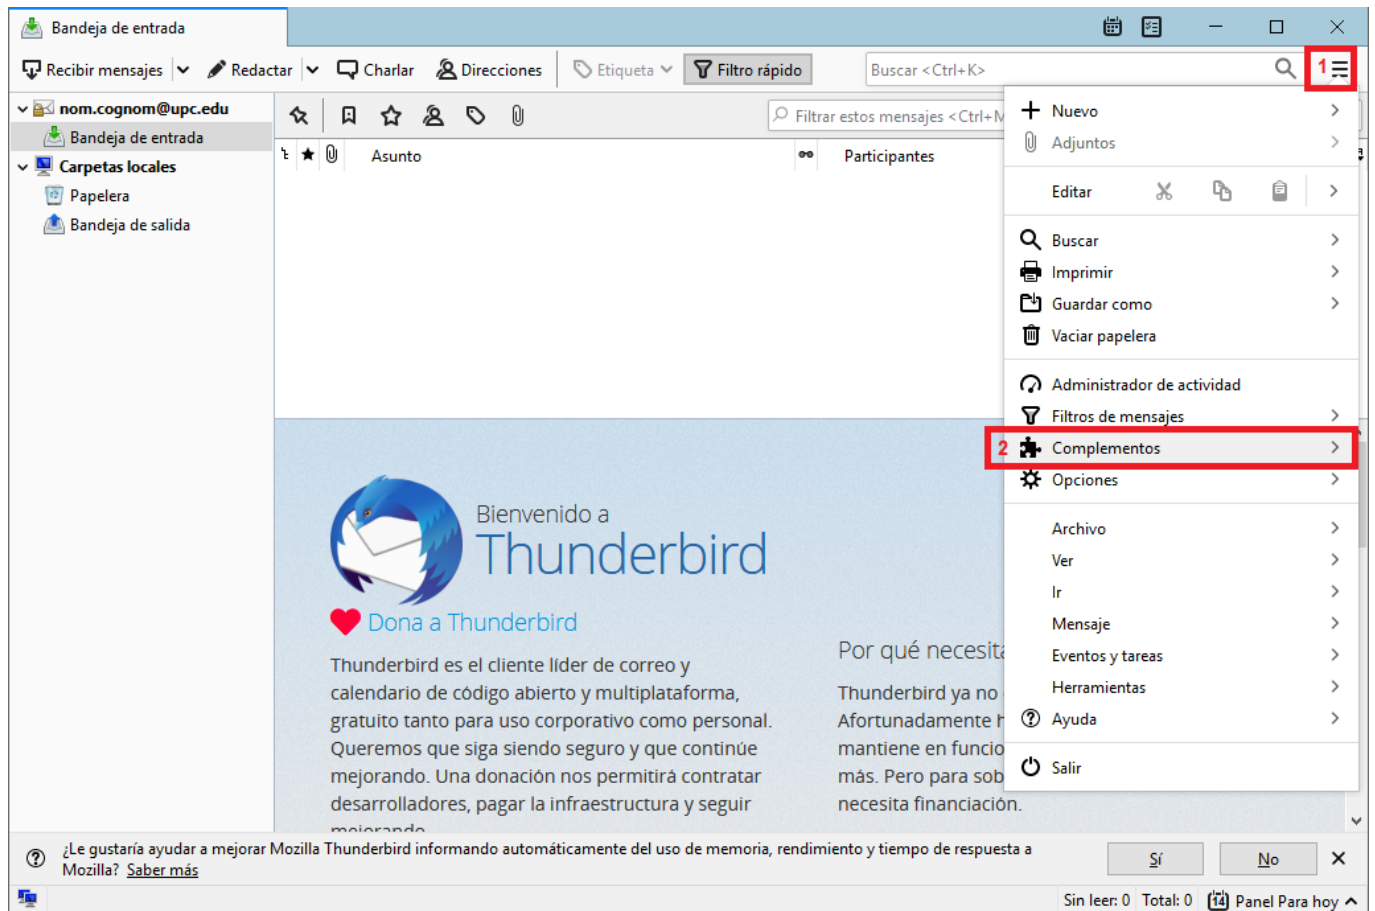 Bandeja de entrada
Recibir mensajes
Redactar
Charlar
Direcciones
Etiqueta
Filtro rápido
Buscar <Ctrl+K>
1
nom.cognom@upc.edu
Bandeja de entrada
Carpetas locales
Papelera
Bandeja de salida
Filtrar estos mensajes <Ctrl+M
Asunto
Participantes
Nuevo
Adjuntos
Editar
Buscar
Imprimir
Guardar como
Vaciar papelera
Administrador de actividad
Filtros de mensajes
2 Complementos
Opciones
Archivo
Ver
Ir
Mensaje
Eventos y tareas
Herramientas
Ayuda
Salir
Bienvenido a
Thunderbird
Dona a Thunderbird
Thunderbird es el cliente líder de correo y
calendario de código abierto y multiplataforma,
gratuito tanto para uso corporativo como personal.
Queremos que siga siendo seguro y que continúe
mejorando. Una donación nos permitirá contratar
desarrolladores, pagar la infraestructura y seguir
mejorando.
Por qué necesita
Thunderbird ya no
Afortunadamente h
mantiene en funcio
más. Pero para sob
necesita financiación.
¿Le gustaría ayudar a mejorar Mozilla Thunderbird informando automáticamente del uso de memoria, rendimiento y tiempo de respuesta a
Mozilla? Saber más
Sí
No
Sin leer: 0
Total: 0
14
Panel Para hoy